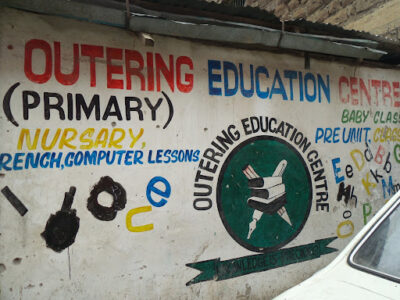 OUTERING EDUCATION CENTRE
(PRIMARY)
BABY CLASS
NURSARY,
PRE UNIT,
RENCH,COMPUTER LESSONS
OUTERING EDUCATION CENTRE